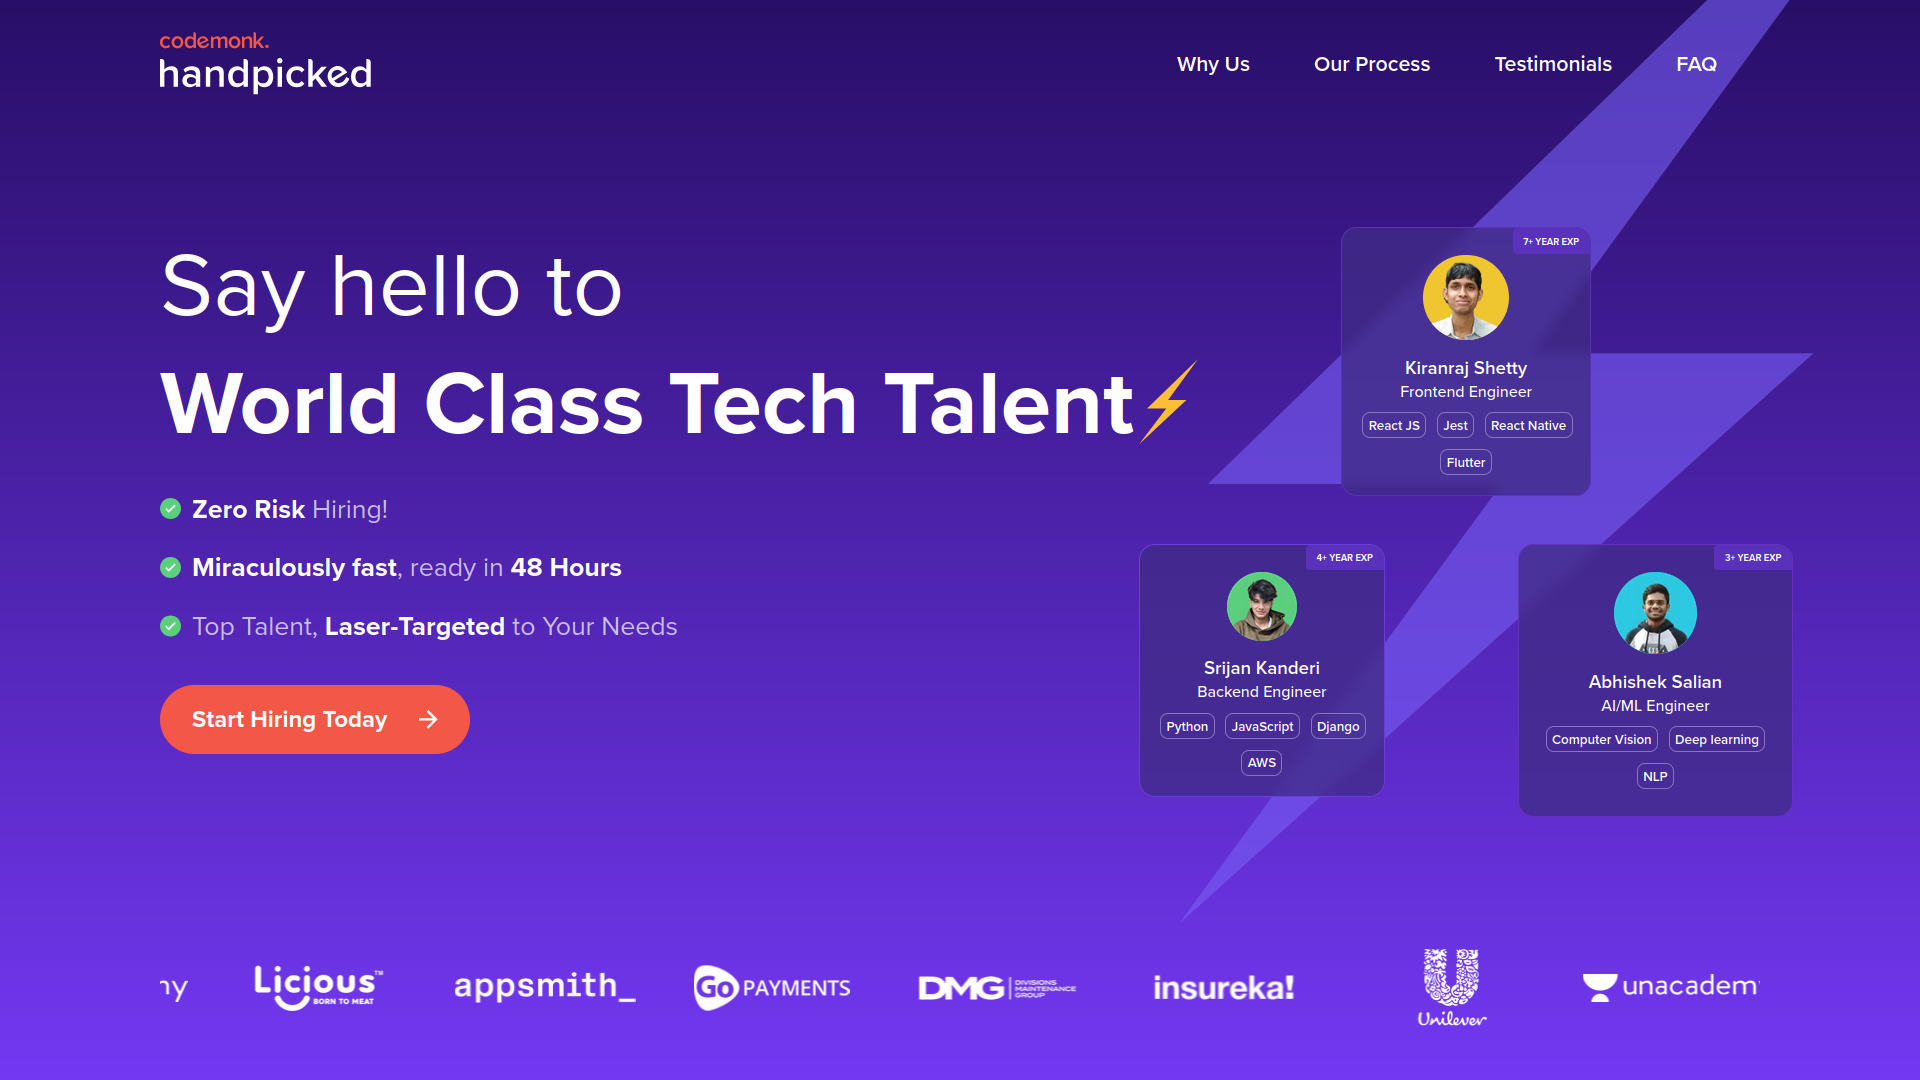 codemonk.
handpicked
Why Us
Our Process
Testimonials
FAQ
Say hello to
World Class Tech Talent
Zero Risk Hiring!
Miraculously fast, ready in 48 Hours
Top Talent, Laser-Targeted to Your Needs
Start Hiring Today
7+ YEAR EXP
Kiranraj Shetty
Frontend Engineer
React JS
Jest
React Native
Flutter
4+ YEAR EXP
Srijan Kanderi
Backend Engineer
Python
JavaScript
Django
AWS
3+ YEAR EXP
Abhishek Salian
AI/ML Engineer
Computer Vision
Deep learning
NLP
Licious™
BORN TO MEAT
appsmith_
Go PAYMENTS
DMG
DIVISIONS
MAINTENANCE
GROUP
insureka!
Unilever
unacadem